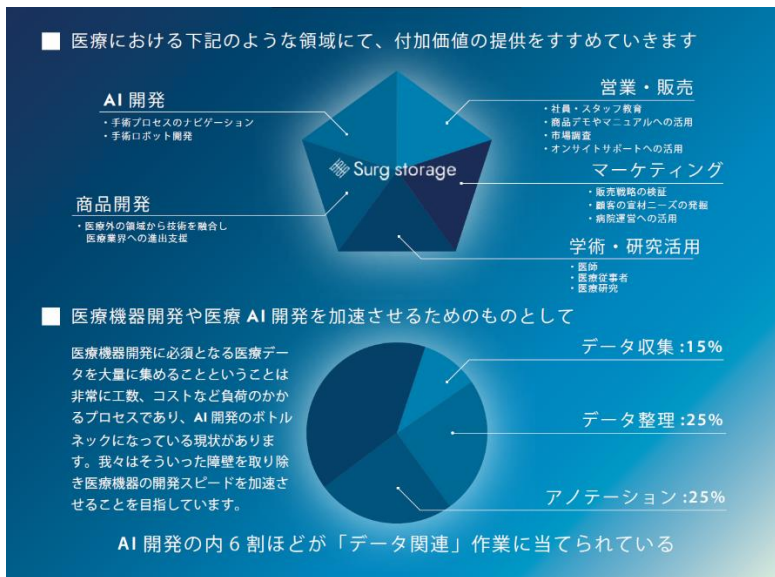 医療における下記のような領域にて、付加価値の提供をすすめていきます
AI 開発
・手術プロセスのナビゲーション
・手術ロボット開発
営業・販売
・社員・スタッフ教育
・商品デモやマニュアルへの活用
・市場調査
・オンサイトサポートへの活用
Surg storage
マーケティング
・販売戦略の検証
・顧客の宣材ニーズの発掘
・病院運営への活用
商品開発
・医療外の領域から技術を融合し
医療業界への進出支援
学術・研究活用
・医師
・医療従事者
・医療研究
医療機器開発や医療 AI 開発を加速させるためのものとして
医療機器開発に必須となる医療デー
タを大量に集めることということは
非常に工数、コストなど負荷のかか
るプロセスであり、AI 開発のボトル
ネックになっている現状がありま
す。我々はそういった障壁を取り除
き医療機器の開発スピードを加速さ
せることを目指しています。
データ収集 :15%
データ整理 :25%
アノテーション :25%
AI 開発の内 6 割ほどが「データ関連」作業に当てられている